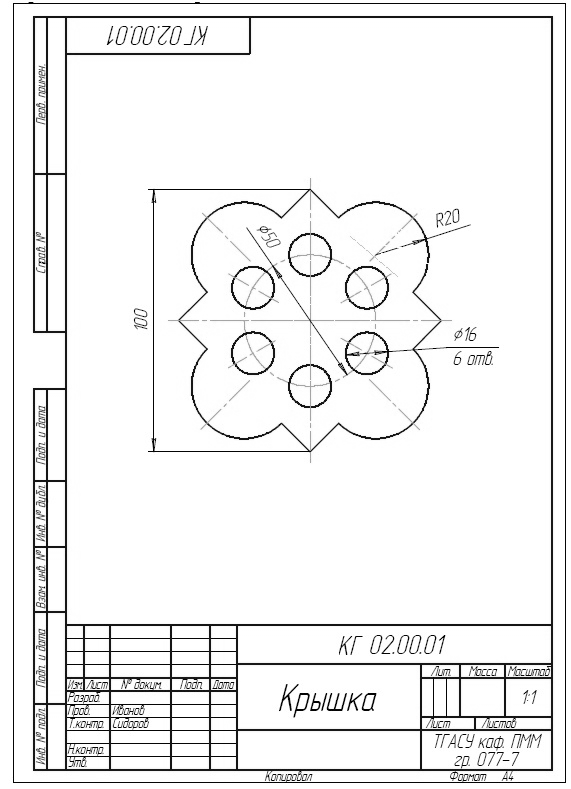 КГ 02.00.01
Перв. примен.
Справ. №
Подп. и дата
Инв. № дубл.
Взам. инв. №
Подп. и дата
Инв. № подл.
100
⌀50
R20
⌀16
6 отв.
КГ 02.00.01
Изм. Лист № докум. Подп. Дата
Разраб.
Пров. Иванов
Т.контр. Сидоров
Н.контр.
Утв.
Крышка
Лит. Масса Масштаб
1:1
Лист Листов
ТГАСУ каф. ПММ
гр. 077-7
Копировал Формат А4